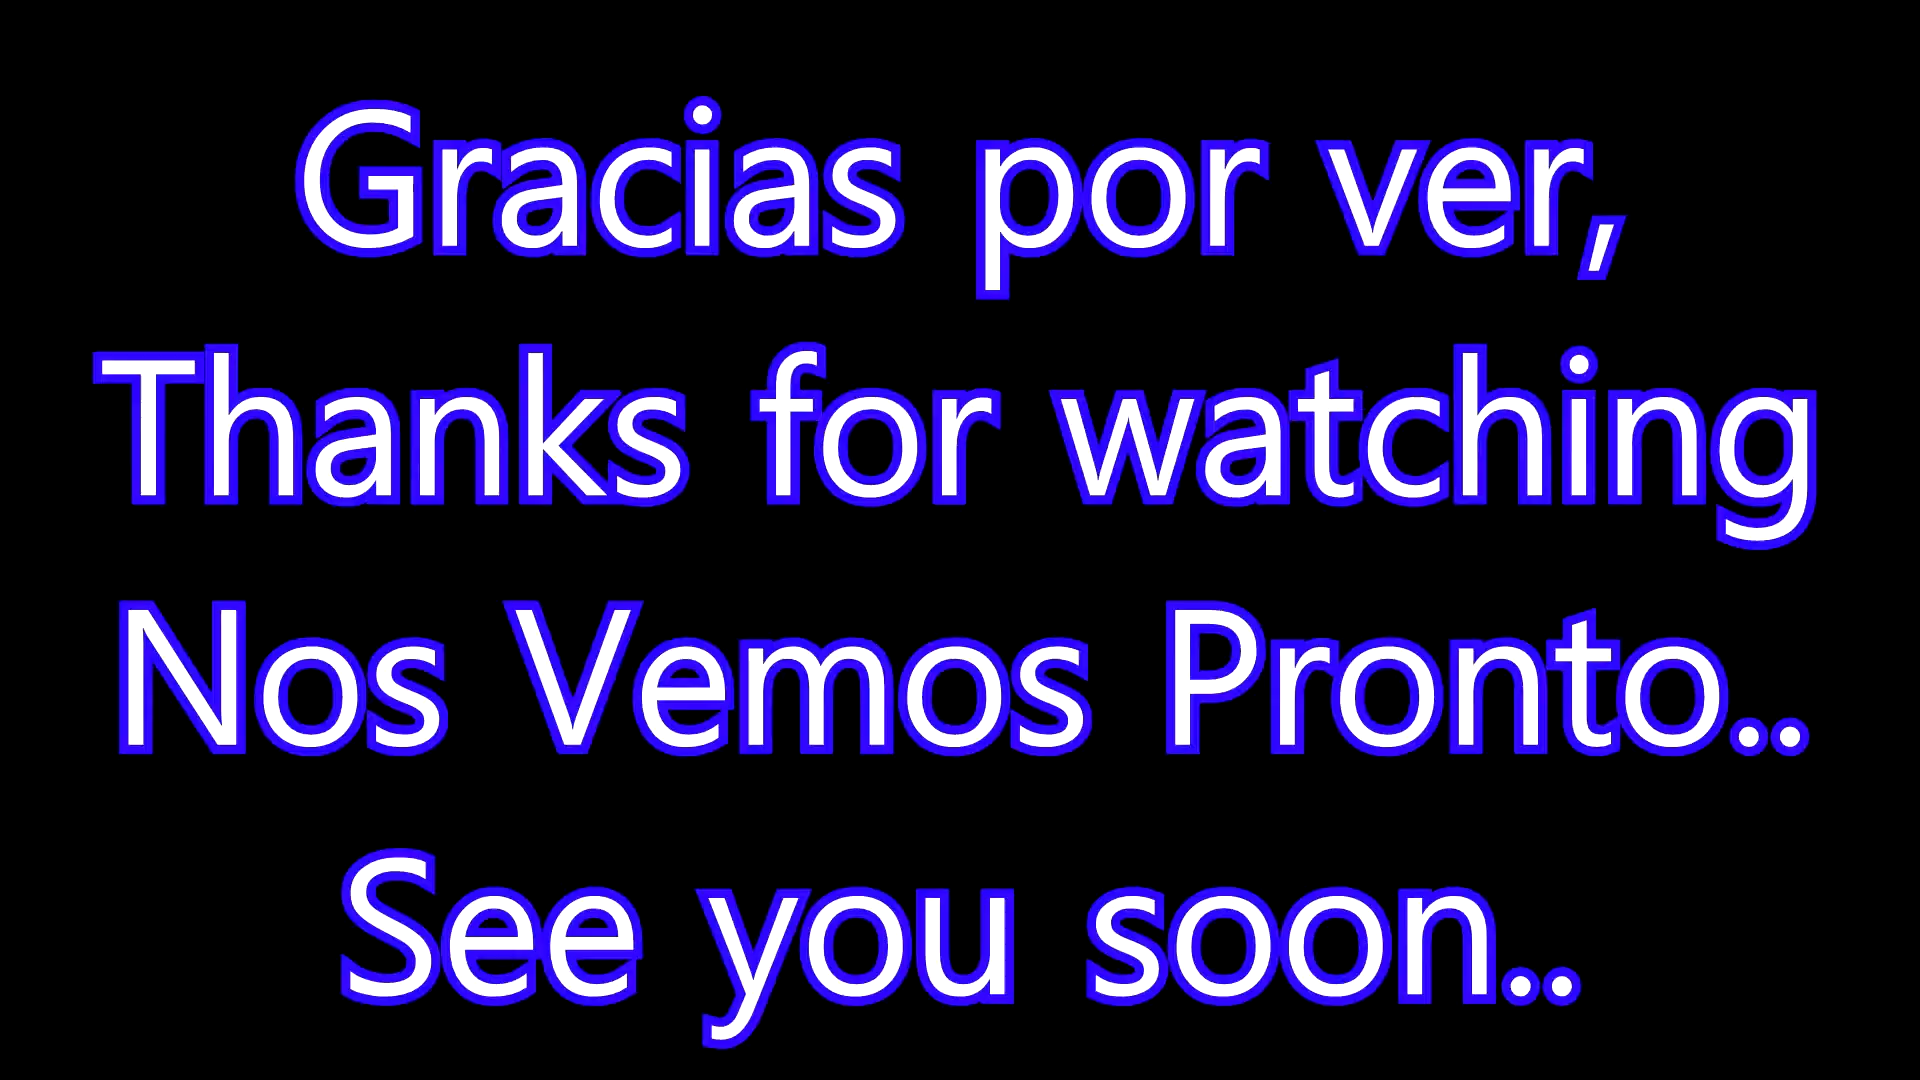 Gracias por ver,
Thanks for watching
Nos Vemos Pronto..
See you soon..